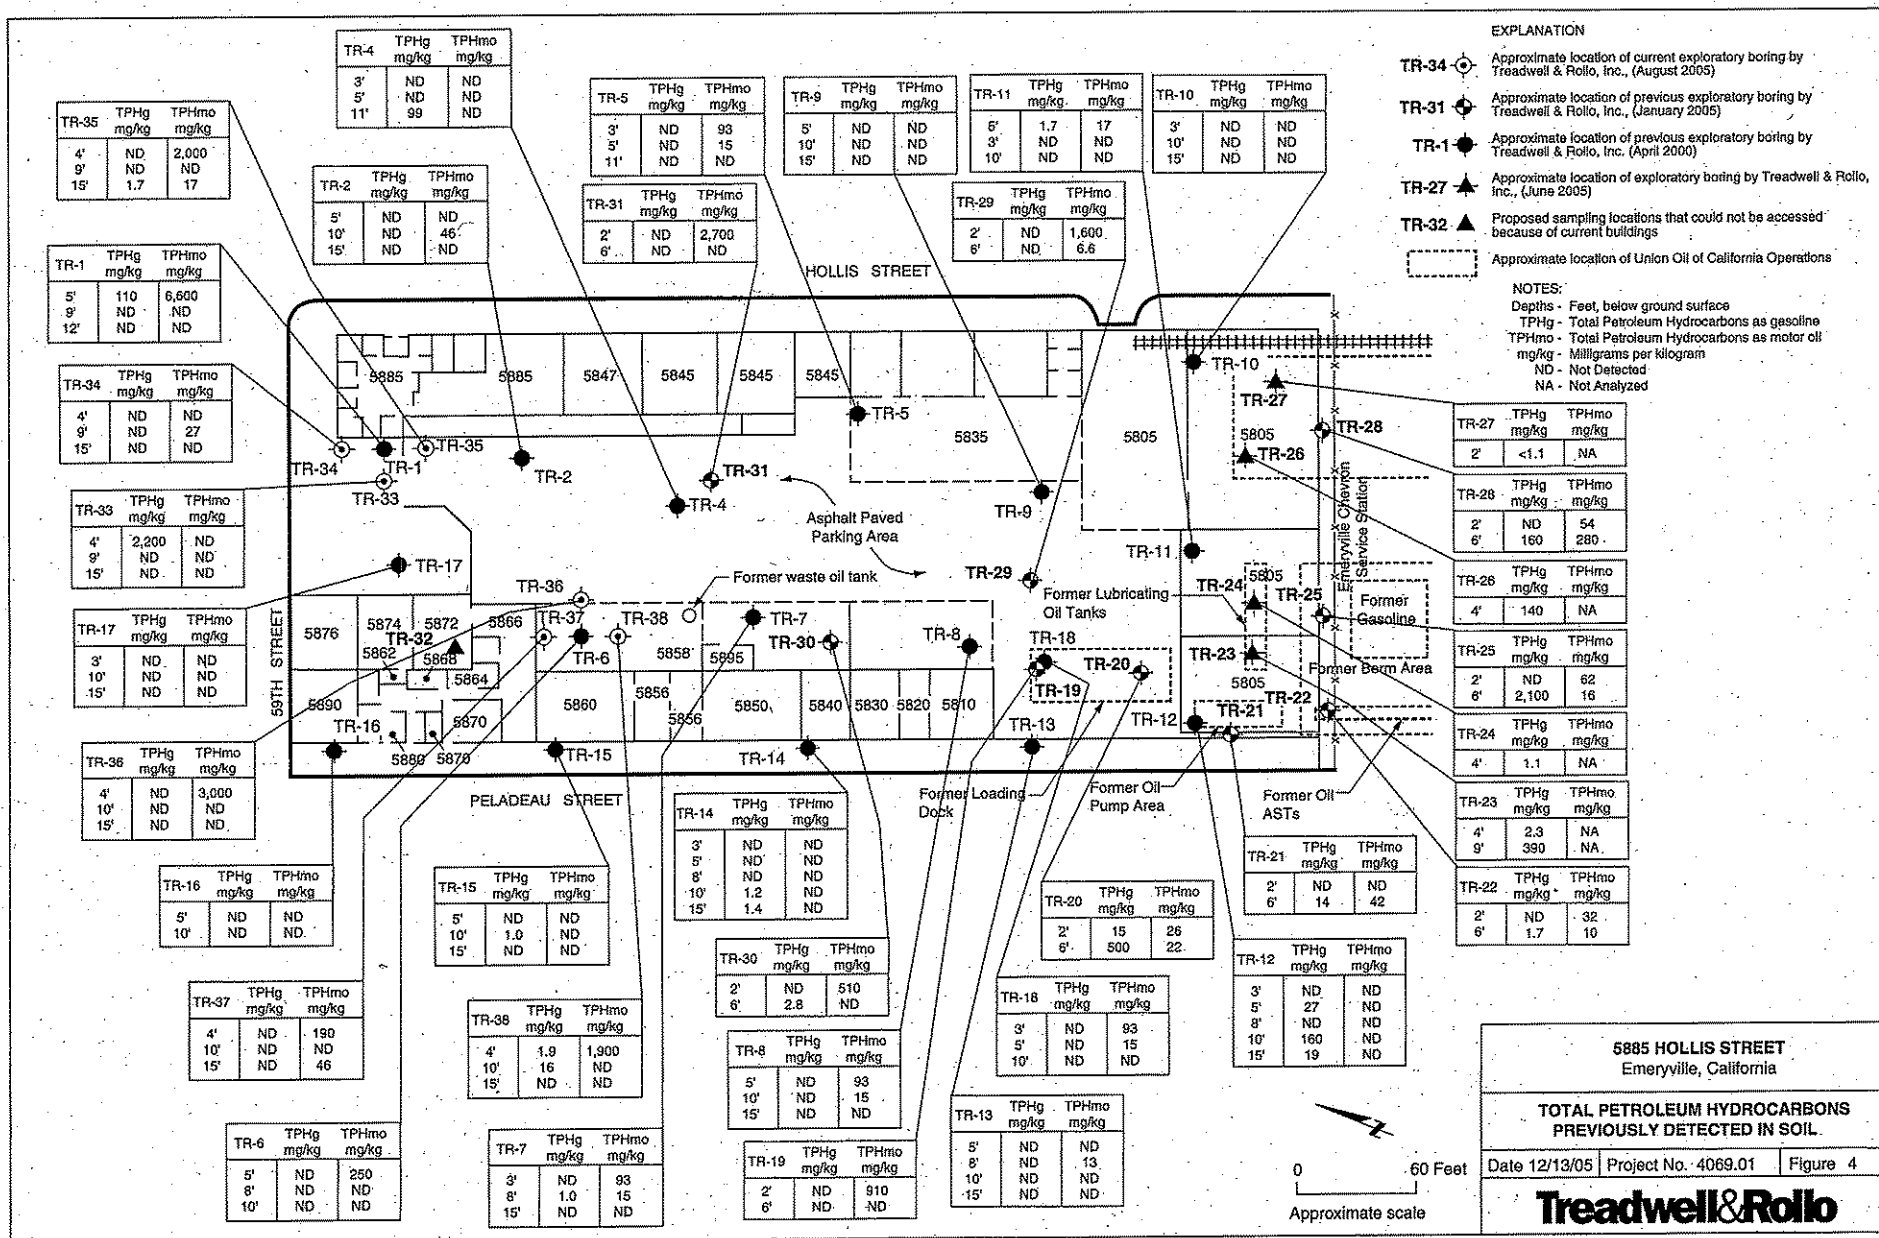 EXPLANATION
TR-34 Approximate location of current exploratory boring by
Treadwell & Rollo, Inc., (August 2005)
TR-31 Approximate location of previous exploratory boring by
Treadwell & Rollo, Inc., (January 2005)
TR-1 Approximate location of previous exploratory boring by
Treadwell & Rollo, Inc. (April 2000)
TR-27 Approximate location of exploratory boring by Treadwell & Rollo,
Inc., (June 2005)
TR-32 Proposed sampling locations that could not be accessed
because of current buildings
Approximate location of Union Oil of California Operations
NOTES:
Depths - Feet, below ground surface
TPHg - Total Petroleum Hydrocarbons as gasoline
TPHmo - Total Petroleum Hydrocarbons as motor oil
mg/kg - Milligrams per kilogram
ND - Not Detected
NA - Not Analyzed
TR-4 TPHg mg/kg TPHmo mg/kg
3' ND ND
5' ND ND
11' 99 ND
TR-35 TPHg mg/kg TPHmo mg/kg
4' ND 2,000
9' ND ND
15' 1.7 17
TR-2 TPHg mg/kg TPHmo mg/kg
5' ND ND
10' ND 46
15' ND ND
TR-5 TPHg mg/kg TPHmo mg/kg
3' ND 93
5' ND 15
11' ND ND
TR-31 TPHg mg/kg TPHmo mg/kg
2' ND 2,700
6' ND ND
TR-9 TPHg mg/kg TPHmo mg/kg
5' ND ND
10' ND ND
15' ND ND
TR-11 TPHg mg/kg TPHmo mg/kg
6' 1.7 17
3' ND ND
10' ND ND
TR-29 TPHg mg/kg TPHmo mg/kg
2' ND 1,600
6' ND 6.6
TR-10 TPHg mg/kg TPHmo mg/kg
3' ND ND
10' ND ND
15' ND ND
TR-1 TPHg mg/kg TPHmo mg/kg
5' 110 6,600
9' ND ND
12' ND ND
TR-34 TPHg mg/kg TPHmo mg/kg
4' ND ND
9' ND 27
15' ND ND
TR-33 TPHg mg/kg TPHmo mg/kg
4' 2,200 ND
9' ND ND
15' ND ND
TR-17 TPHg mg/kg TPHmo mg/kg
3' ND ND
10' ND ND
15' ND ND
TR-36 TPHg mg/kg TPHmo mg/kg
4' ND 3,000
10' ND ND
15' ND ND
TR-16 TPHg mg/kg TPHmo mg/kg
5' ND ND
10' ND ND
TR-37 TPHg mg/kg TPHmo mg/kg
4' ND 190
10' ND ND
15' ND 46
TR-6 TPHg mg/kg TPHmo mg/kg
5' ND 250
8' ND ND
10' ND ND
TR-15 TPHg mg/kg TPHmo mg/kg
5' ND ND
10' 1.0 ND
15' ND ND
TR-38 TPHg mg/kg TPHmo mg/kg
4' 1.9 1,900
10' 16 ND
15' ND ND
TR-7 TPHg mg/kg TPHmo mg/kg
3' ND 93
8' 1.0 15
15' ND ND
TR-14 TPHg mg/kg TPHmo mg/kg
3' ND ND
5' ND ND
8' ND ND
10' 1.2 ND
15' 1.4 ND
TR-30 TPHg mg/kg TPHmo mg/kg
2' ND 510
6' 2.8 ND
TR-8 TPHg mg/kg TPHmo mg/kg
5' ND 93
10' ND 15
15' ND ND
TR-19 TPHg mg/kg TPHmo mg/kg
2' ND 910
6' ND ND
TR-20 TPHg mg/kg TPHmo mg/kg
2' 15 26
6' 500 22
TR-18 TPHg mg/kg TPHmo mg/kg
3' ND 93
5' ND 15
10' ND ND
TR-13 TPHg mg/kg TPHmo mg/kg
5' ND ND
8' ND 13
10' ND ND
15' ND ND
TR-21 TPHg mg/kg TPHmo mg/kg
2' ND ND
6' 14 42
TR-12 TPHg mg/kg TPHmo mg/kg
3' ND ND
5' 27 ND
8' ND ND
10' 160 ND
15' 19 ND
TR-27 TPHg mg/kg TPHmo mg/kg
2' <1.1 NA
TR-28 TPHg mg/kg TPHmo mg/kg
2' ND 54
6' 160 280
TR-26 TPHg mg/kg TPHmo mg/kg
4' 140 NA
TR-25 TPHg mg/kg TPHmo mg/kg
2' ND 62
6' 2,100 16
TR-24 TPHg mg/kg TPHmo mg/kg
4' 1.1 NA
TR-23 TPHg mg/kg TPHmo mg/kg
4' 2.3 NA
9' 390 NA
TR-22 TPHg mg/kg TPHmo mg/kg
2' ND 32
6' 1.7 10
HOLLIS STREET
5885 5885 5847 5845 5845 5845
TR-5
5835
5805
TR-10
TR-27
5805
TR-28
TR-26
TR-34 TR-1 TR-35
TR-33
TR-2
TR-31
TR-4
TR-9
Asphalt Paved
Parking Area
Emeryville Chevron
Service Station
TR-11
TR-17
TR-36
Former waste oil tank
TR-29
Former Lubricating
Oil Tanks
TR-24
5805
TR-25
Former
Gasoline
59TH STREET
5876 5874 5872 5866
TR-37 TR-38
TR-7
TR-32
5862 5868
5864
TR-6
5858 5895
TR-30
TR-8
TR-18
TR-20
TR-19
TR-23
5805
Former Berm Area
5890
5870
5860 5856 5856 5850 5840 5830 5820 5810
TR-12
TR-21
TR-22
TR-16
5880 5870
TR-15
TR-14
TR-13
PELADEAU STREET
Former Loading
Dock
Former Oil
Pump Area
Former Oil
ASTs
0 60 Feet
Approximate scale
5885 HOLLIS STREET
Emeryville, California
TOTAL PETROLEUM HYDROCARBONS
PREVIOUSLY DETECTED IN SOIL
Date 12/13/05 Project No. 4069.01 Figure 4
Treadwell&Rollo